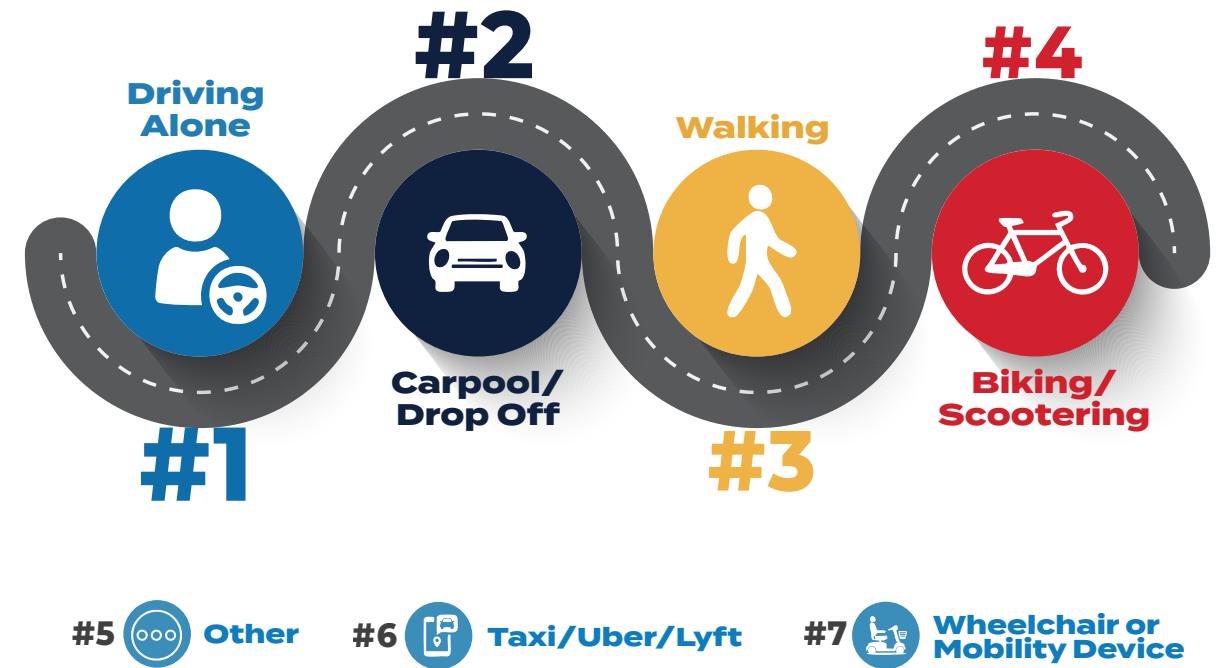 Driving
Alone
#1
#2
Carpool/
Drop Off
Walking
#3
#4
Biking/
Scootering
#5 Other
#6 Taxi/Uber/Lyft
#7 Wheelchair or
Mobility Device